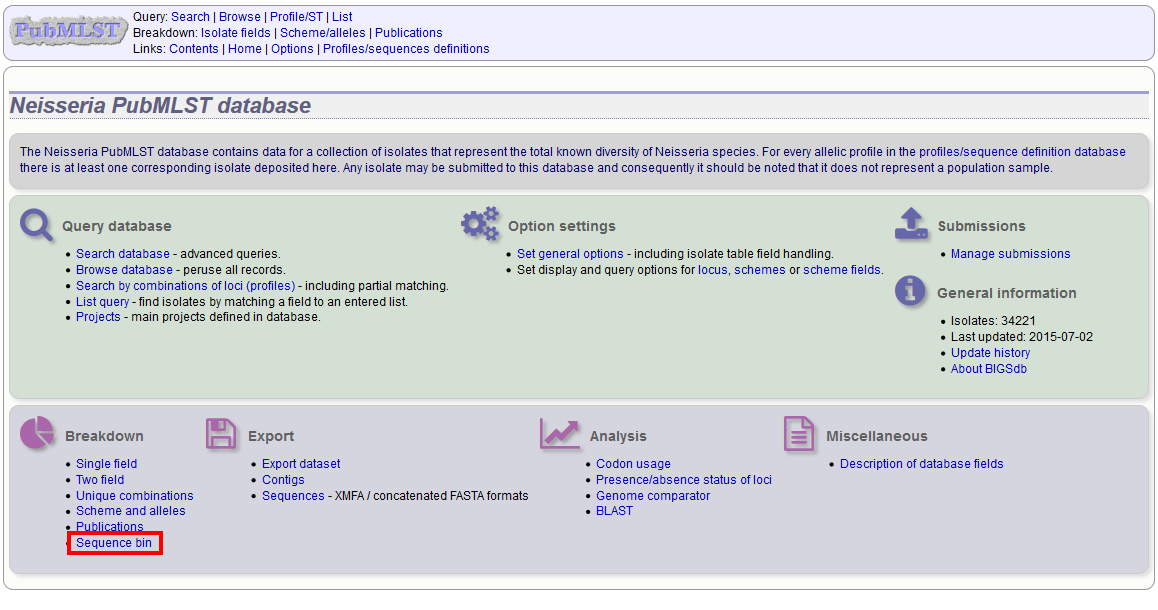 PubMLST
Query: Search | Browse | Profile/ST | List
Breakdown: Isolate fields | Scheme/alleles | Publications
Links: Contents | Home | Options | Profiles/sequences definitions
Neisseria PubMLST database
The Neisseria PubMLST database contains data for a collection of isolates that represent the total known diversity of Neisseria species. For every allelic profile in the profiles/sequence definition database
there is at least one corresponding isolate deposited here. Any isolate may be submitted to this database and consequently it should be noted that it does not represent a population sample.
Query database
• Search database - advanced queries.
• Browse database - peruse all records.
• Search by combinations of loci (profiles) - including partial matching.
• List query - find isolates by matching a field to an entered list.
• Projects - main projects defined in database.
Option settings
• Set general options - including isolate table field handling.
• Set display and query options for locus, schemes or scheme fields.
Submissions
• Manage submissions
General information
• Isolates: 34221
• Last updated: 2015-07-02
• Update history
• About BIGSdb
Breakdown
• Single field
• Two field
• Unique combinations
• Scheme and alleles
• Publications
• Sequence bin
Export
• Export dataset
• Contigs
• Sequences - XMFA / concatenated FASTA formats
Analysis
• Codon usage
• Presence/absence status of loci
• Genome comparator
• BLAST
Miscellaneous
• Description of database fields